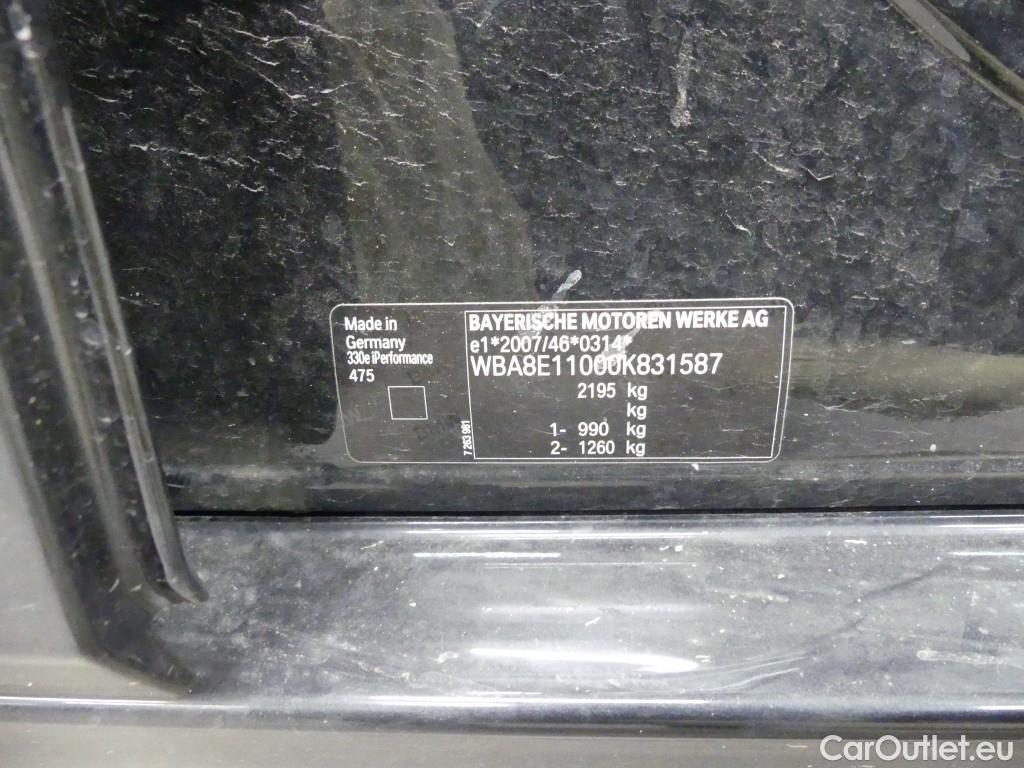 Made in
Germany
330e iPerformance
475
BAYERISCHE MOTOREN WERKE AG
e1*2007/46*0314*
WBA8E11000K831587
2195 kg
kg
1- 990 kg
2- 1260 kg
7 263 981
CarOutlet.eu